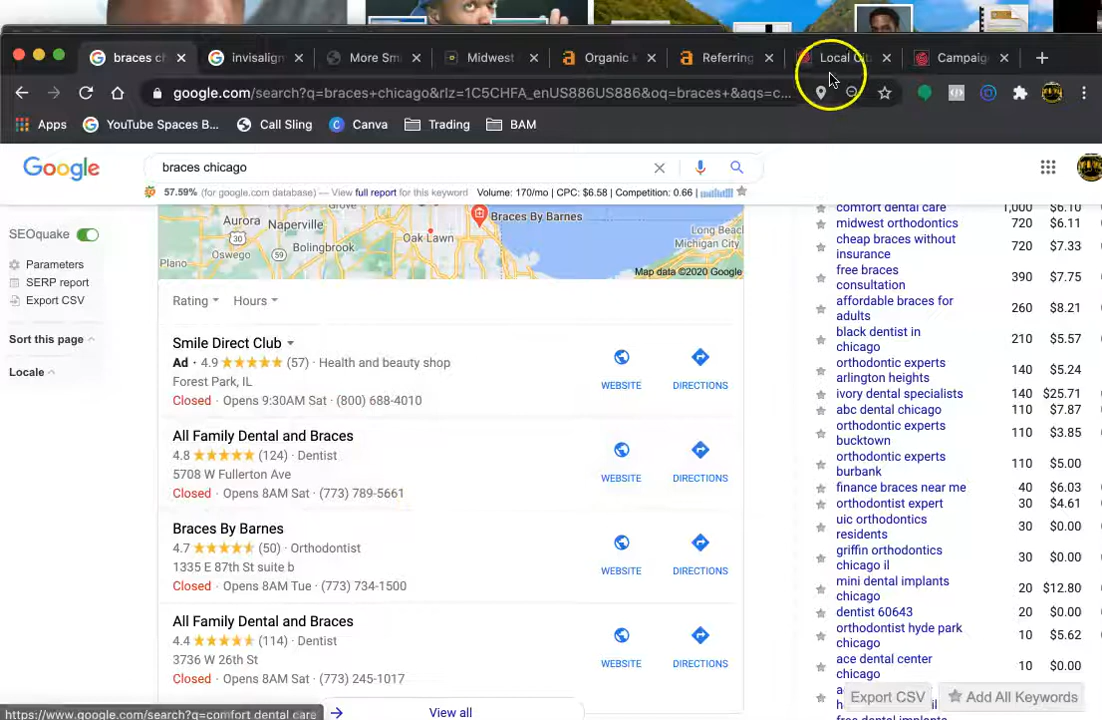 braces ch
invisalign
More Smi
Midwest
Organic k
Referring
Local Cit
Campaig
google.com/search?q=braces+chicago&rlz=1C5CHFA_enUS886US886&oq=braces+&aqs=c...
Apps
YouTube Spaces B...
Call Sling
Canva
Trading
BAM
Google
braces chicago
57.59% (for google.com database) — View full report for this keyword Volume: 170/mo | CPC: $6.58 | Competition: 0.66
SEOquake
Parameters
SERP report
Export CSV
Sort this page
Locale
Aurora
Naperville
Grove
Bolingbrook
Oswego
Plano
30
59
Oak Lawn
Braces By Barnes
Long Beac
Michigan City
Rolling Prairie
Map data ©2020 Google
Rating
Hours
Smile Direct Club
Ad · 4.9 (57) · Health and beauty shop
Forest Park, IL
Closed · Opens 9:30AM Sat · (800) 688-4010
WEBSITE
DIRECTIONS
All Family Dental and Braces
4.8 (124) · Dentist
5708 W Fullerton Ave
Closed · Opens 8AM Sat · (773) 789-5661
WEBSITE
DIRECTIONS
Braces By Barnes
4.7 (50) · Orthodontist
1335 E 87th St suite b
Closed · Opens 8AM Tue · (773) 734-1500
WEBSITE
DIRECTIONS
All Family Dental and Braces
4.4 (114) · Dentist
3736 W 26th St
Closed · Opens 8AM Sat · (773) 245-1017
WEBSITE
DIRECTIONS
View all
comfort dental care 1,000 $6.10
midwest orthodontics 720 $6.11
cheap braces without 720 $7.33
insurance
free braces 390 $7.75
consultation
affordable braces for 260 $8.21
adults
black dentist in 210 $5.57
chicago
orthodontic experts 140 $5.24
arlington heights
ivory dental specialists 140 $25.71
abc dental chicago 110 $7.87
orthodontic experts 110 $3.85
bucktown
orthodontic experts 110 $5.00
burbank
finance braces near me 40 $6.03
orthodontist expert 30 $4.61
uic orthodontics 30 $0.00
residents
griffin orthodontics 30 $0.00
chicago il
mini dental implants 20 $12.80
chicago
dentist 60643 20 $0.00
orthodontist hyde park 10 $5.62
chicago
ace dental center 10 $0.00
chicago
Export CSV
Add All Keywords
free dental
https://www.google.com/search?q=comfort dental care